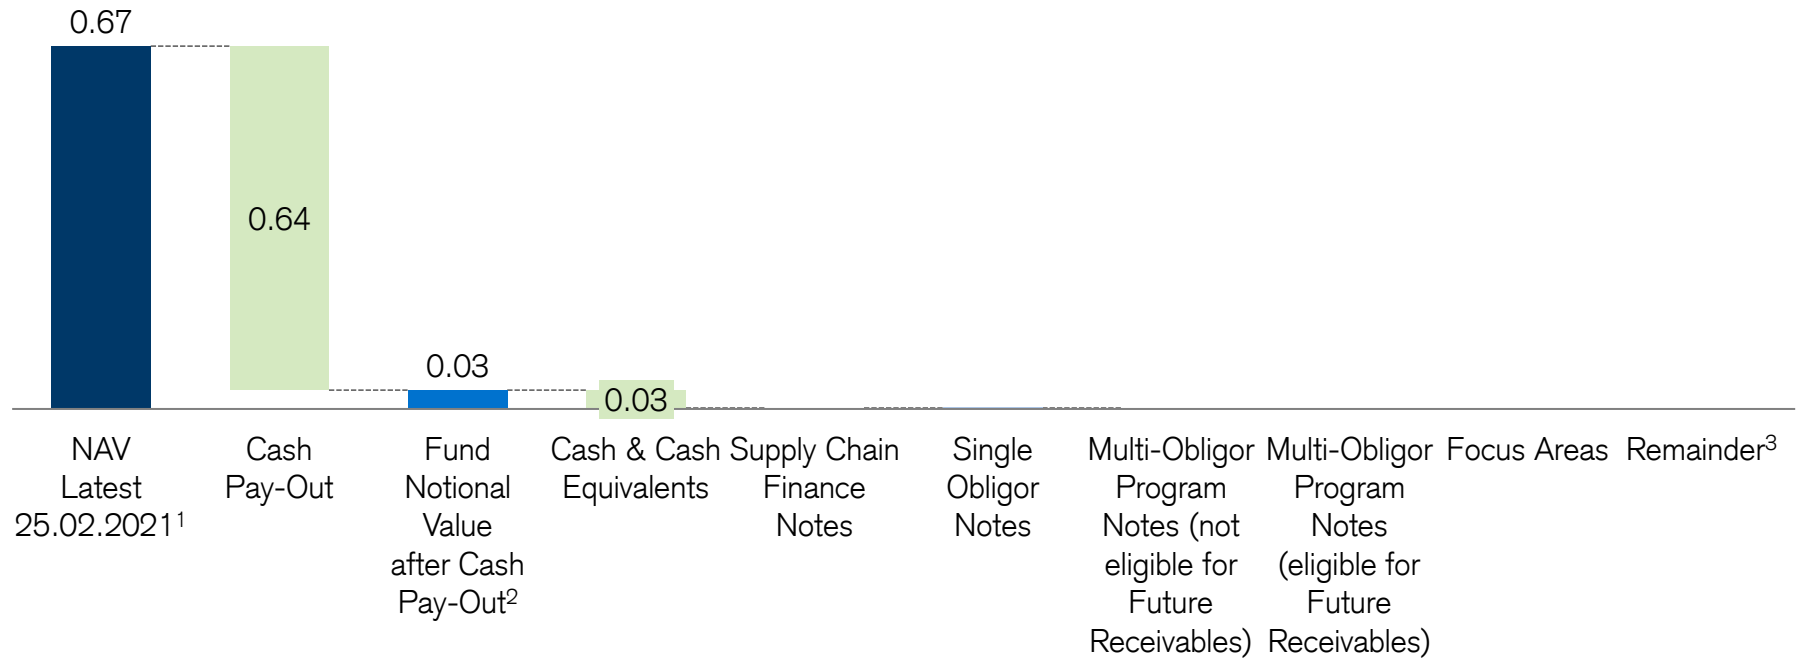 0.67
0.64
0.03
0.03
NAV
Latest
25.02.2021¹
Cash
Pay-Out
Fund
Notional
Value
after Cash
Pay-Out²
Cash & Cash
Equivalents
Supply Chain
Finance
Notes
Single
Obligor
Notes
Multi-Obligor
Program
Notes (not
eligible for
Future
Receivables)
Multi-Obligor
Program
Notes
(eligible for
Future
Receivables)
Focus Areas
Remainder³